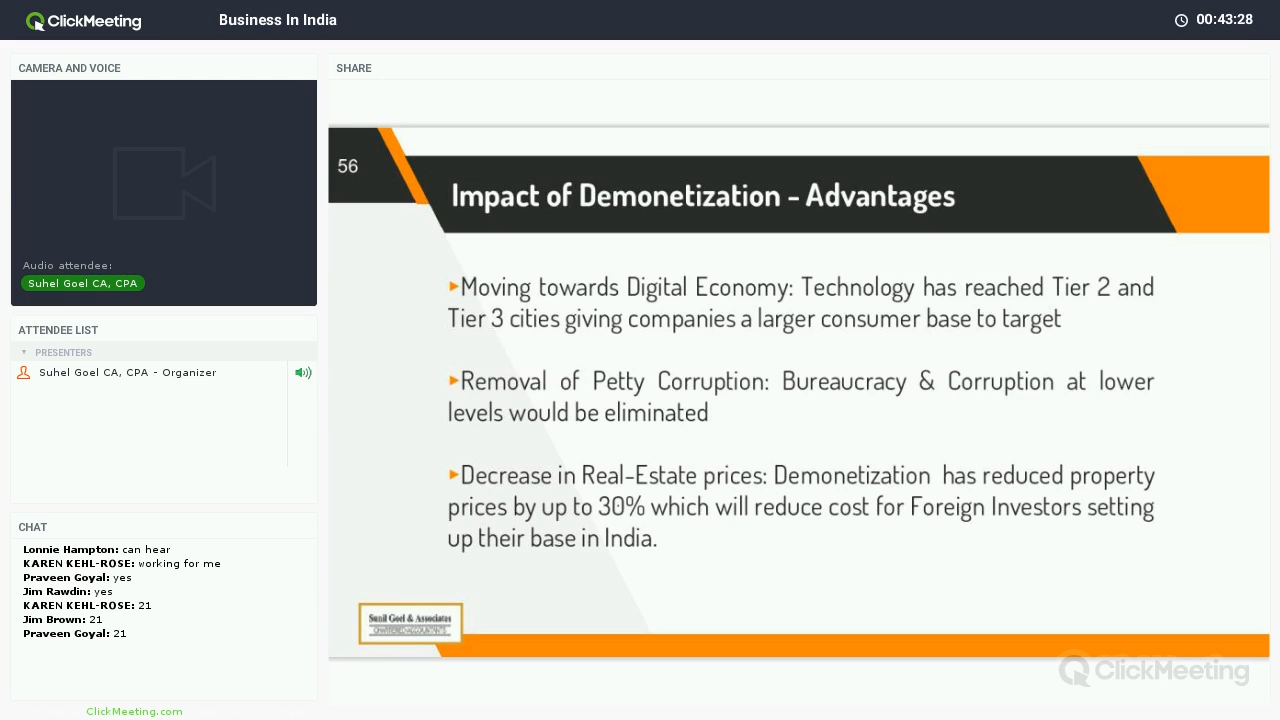 ClickMeeting
Business In India
00:43:28
CAMERA AND VOICE
Audio attendee:
Suhel Goel CA, CPA
ATTENDEE LIST
PRESENTERS
Suhel Goel CA, CPA - Organizer
CHAT
Lonnie Hampton: can hear
KAREN KEHL-ROSE: working for me
Praveen Goyal: yes
Jim Rawdin: yes
KAREN KEHL-ROSE: 21
Jim Brown: 21
Praveen Goyal: 21
ClickMeeting.com
SHARE
56
Impact of Demonetization - Advantages
▸Moving towards Digital Economy: Technology has reached Tier 2 and
Tier 3 cities giving companies a larger consumer base to target
▸Removal of Petty Corruption: Bureaucracy & Corruption at lower
levels would be eliminated
▸Decrease in Real-Estate prices: Demonetization has reduced property
prices by up to 30% which will reduce cost for Foreign Investors setting
up their base in India.
Sunil Goel & Associates
CHARTERED ACCOUNTANTS
ClickMeeting